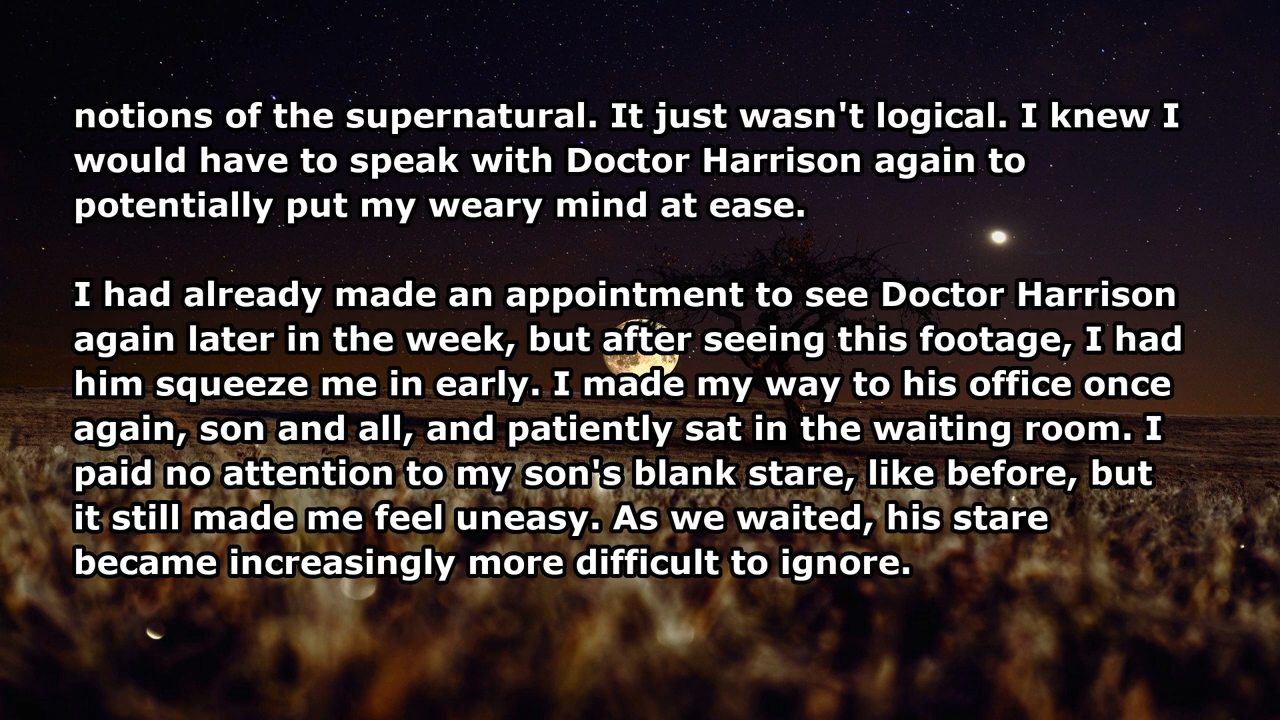 notions of the supernatural. It just wasn't logical. I knew I
would have to speak with Doctor Harrison again to
potentially put my weary mind at ease.
I had already made an appointment to see Doctor Harrison
again later in the week, but after seeing this footage, I had
him squeeze me in early. I made my way to his office once
again, son and all, and patiently sat in the waiting room. I
paid no attention to my son's blank stare, like before, but
it still made me feel uneasy. As we waited, his stare
became increasingly more difficult to ignore.